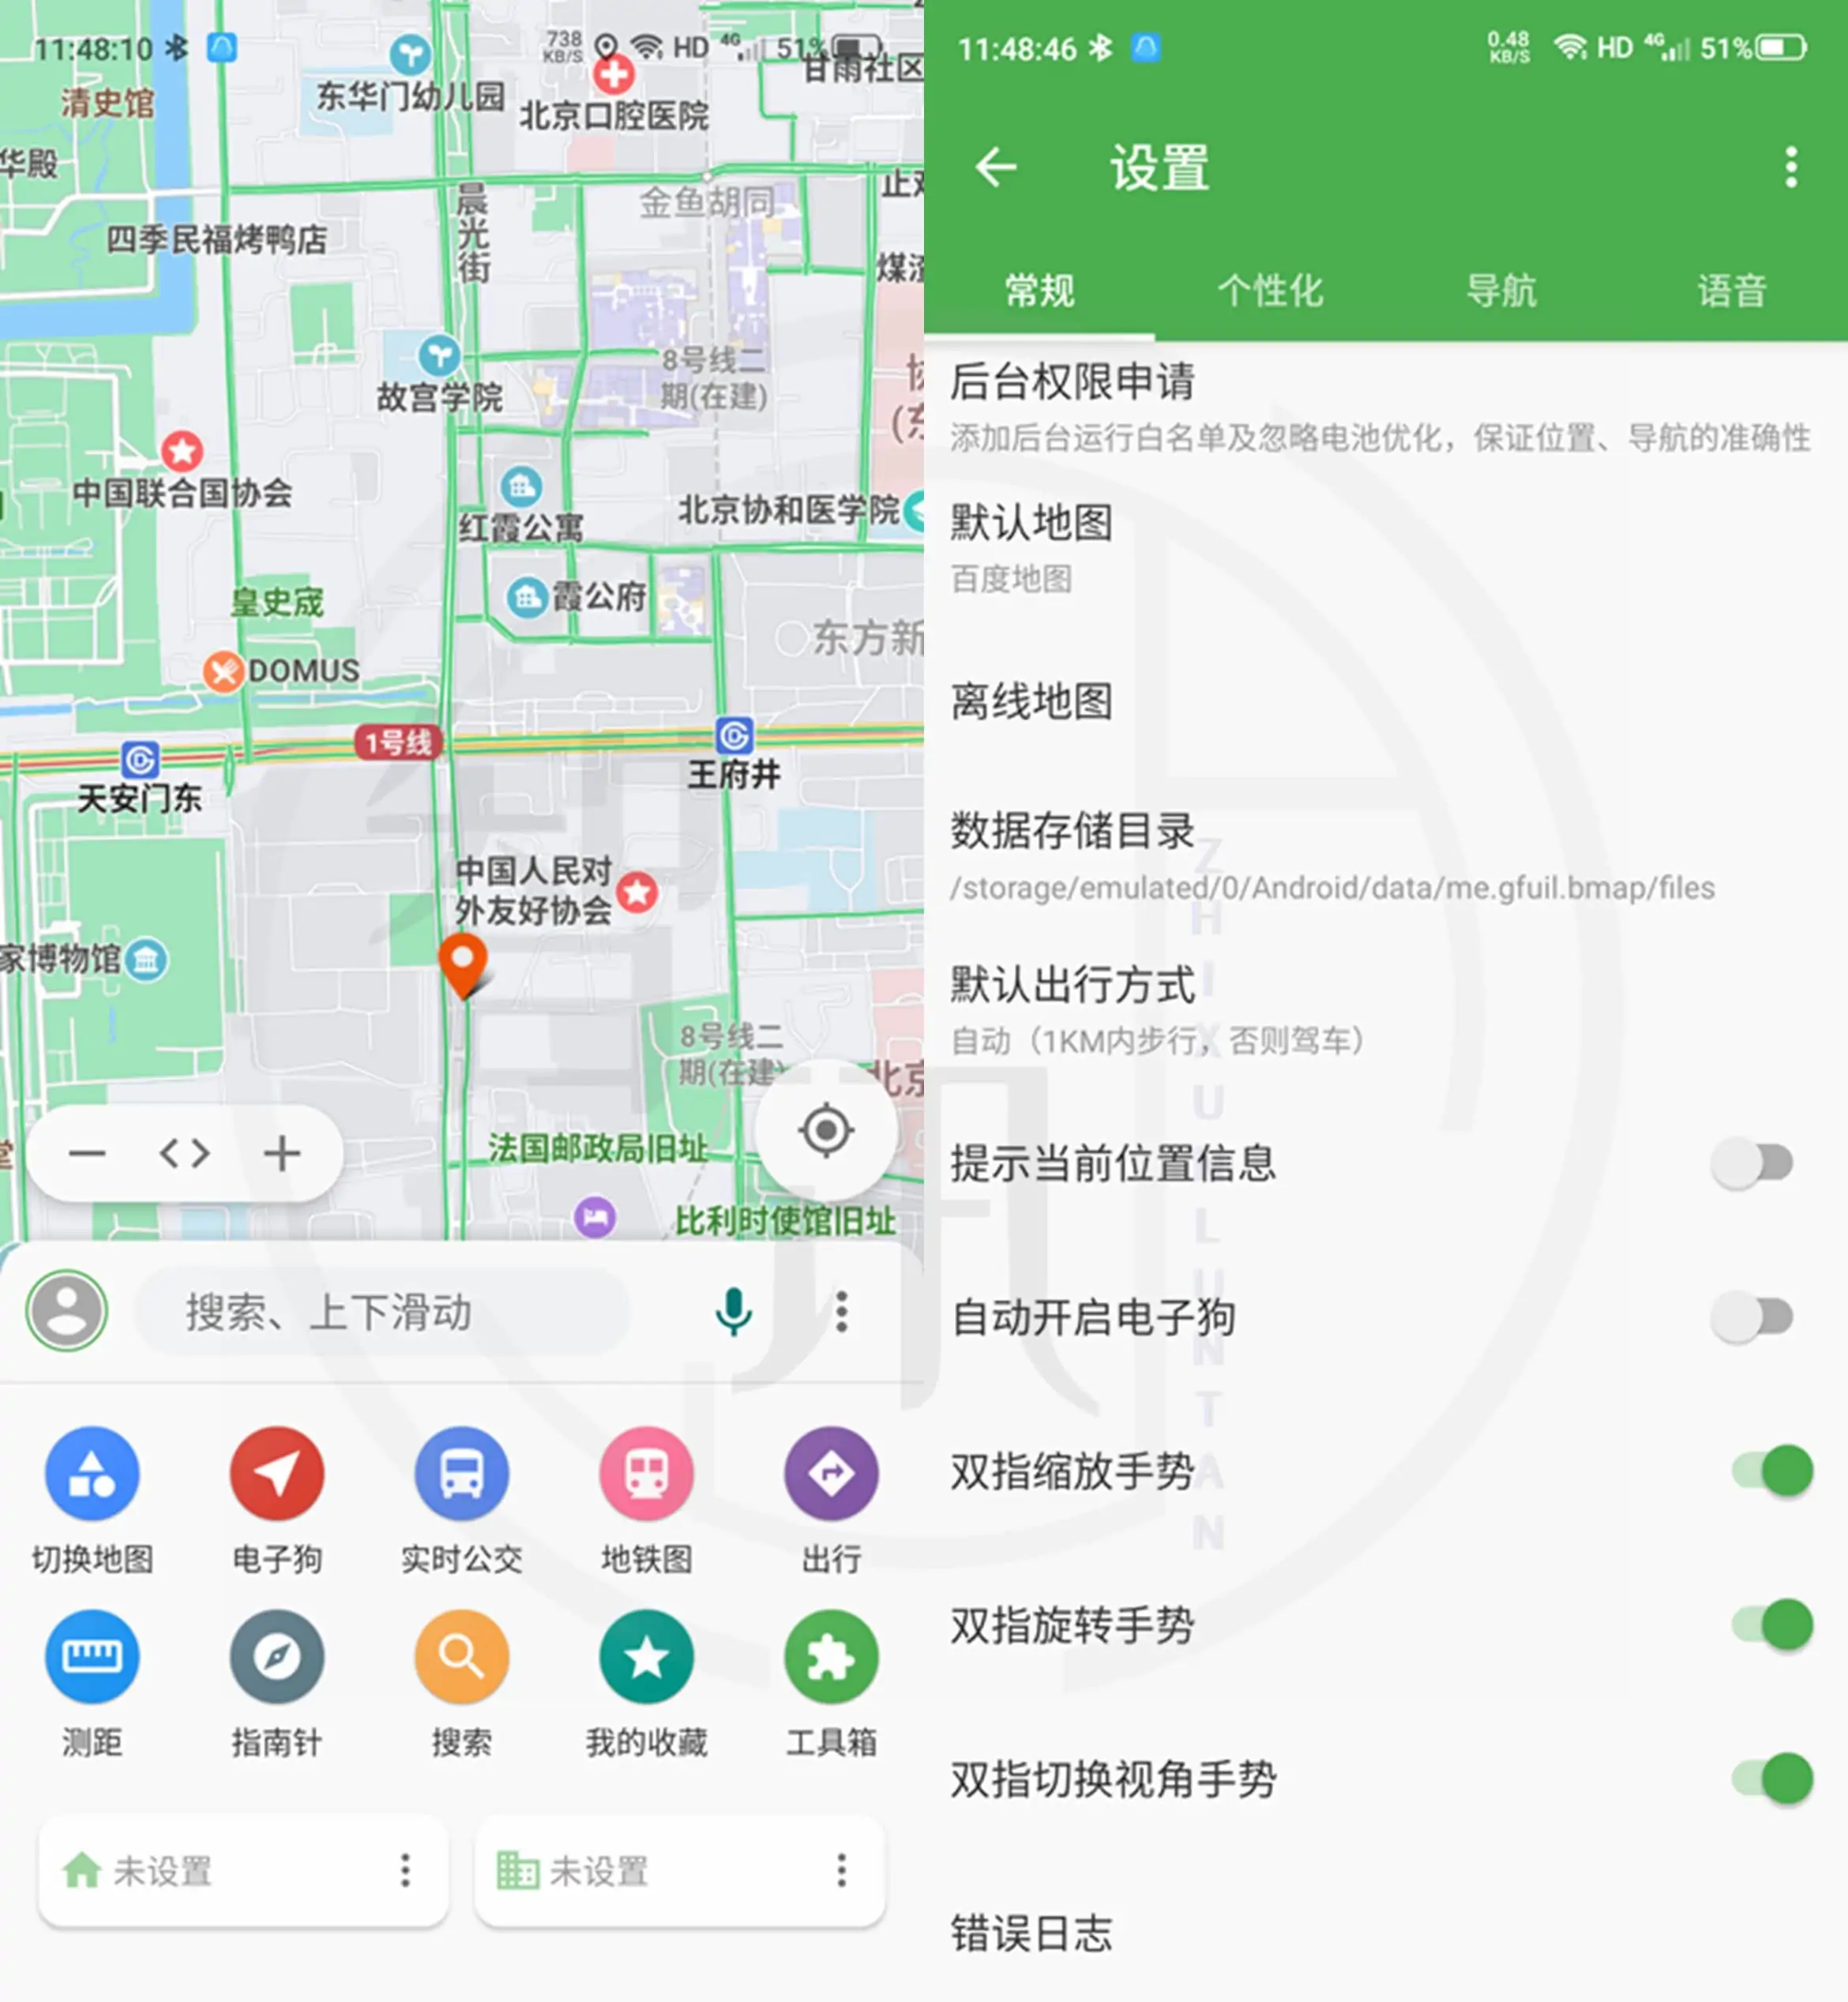 11:48:10
738
KB/S
HD
4G
51%
清史馆
东华门幼儿园
北京口腔医院
甘雨社区
华殿
金鱼胡同
晨光街
四季民福烤鸭店
8号线二
期(在建)
故宫学院
中国联合国协会
红霞公寓
北京协和医学院
霞公府
皇史宬
东方新
DOMUS
1号线
天安门东
王府井
中国人民对
外友好协会
家博物馆
8号线二
期(在建)
北京
法国邮政局旧址
比利时使馆旧址
搜索、上下滑动
切换地图
电子狗
实时公交
地铁图
出行
测距
指南针
搜索
我的收藏
工具箱
未设置
未设置
11:48:46
0.48
KB/S
HD
4G
51%
设置
常规
个性化
导航
语音
后台权限申请
添加后台运行白名单及忽略电池优化，保证位置、导航的准确性
默认地图
百度地图
离线地图
数据存储目录
/storage/emulated/0/Android/data/me.gfuil.bmap/files
默认出行方式
自动（1KM内步行，否则驾车）
提示当前位置信息
自动开启电子狗
双指缩放手势
双指旋转手势
双指切换视角手势
错误日志
ZHIXULUNTAN